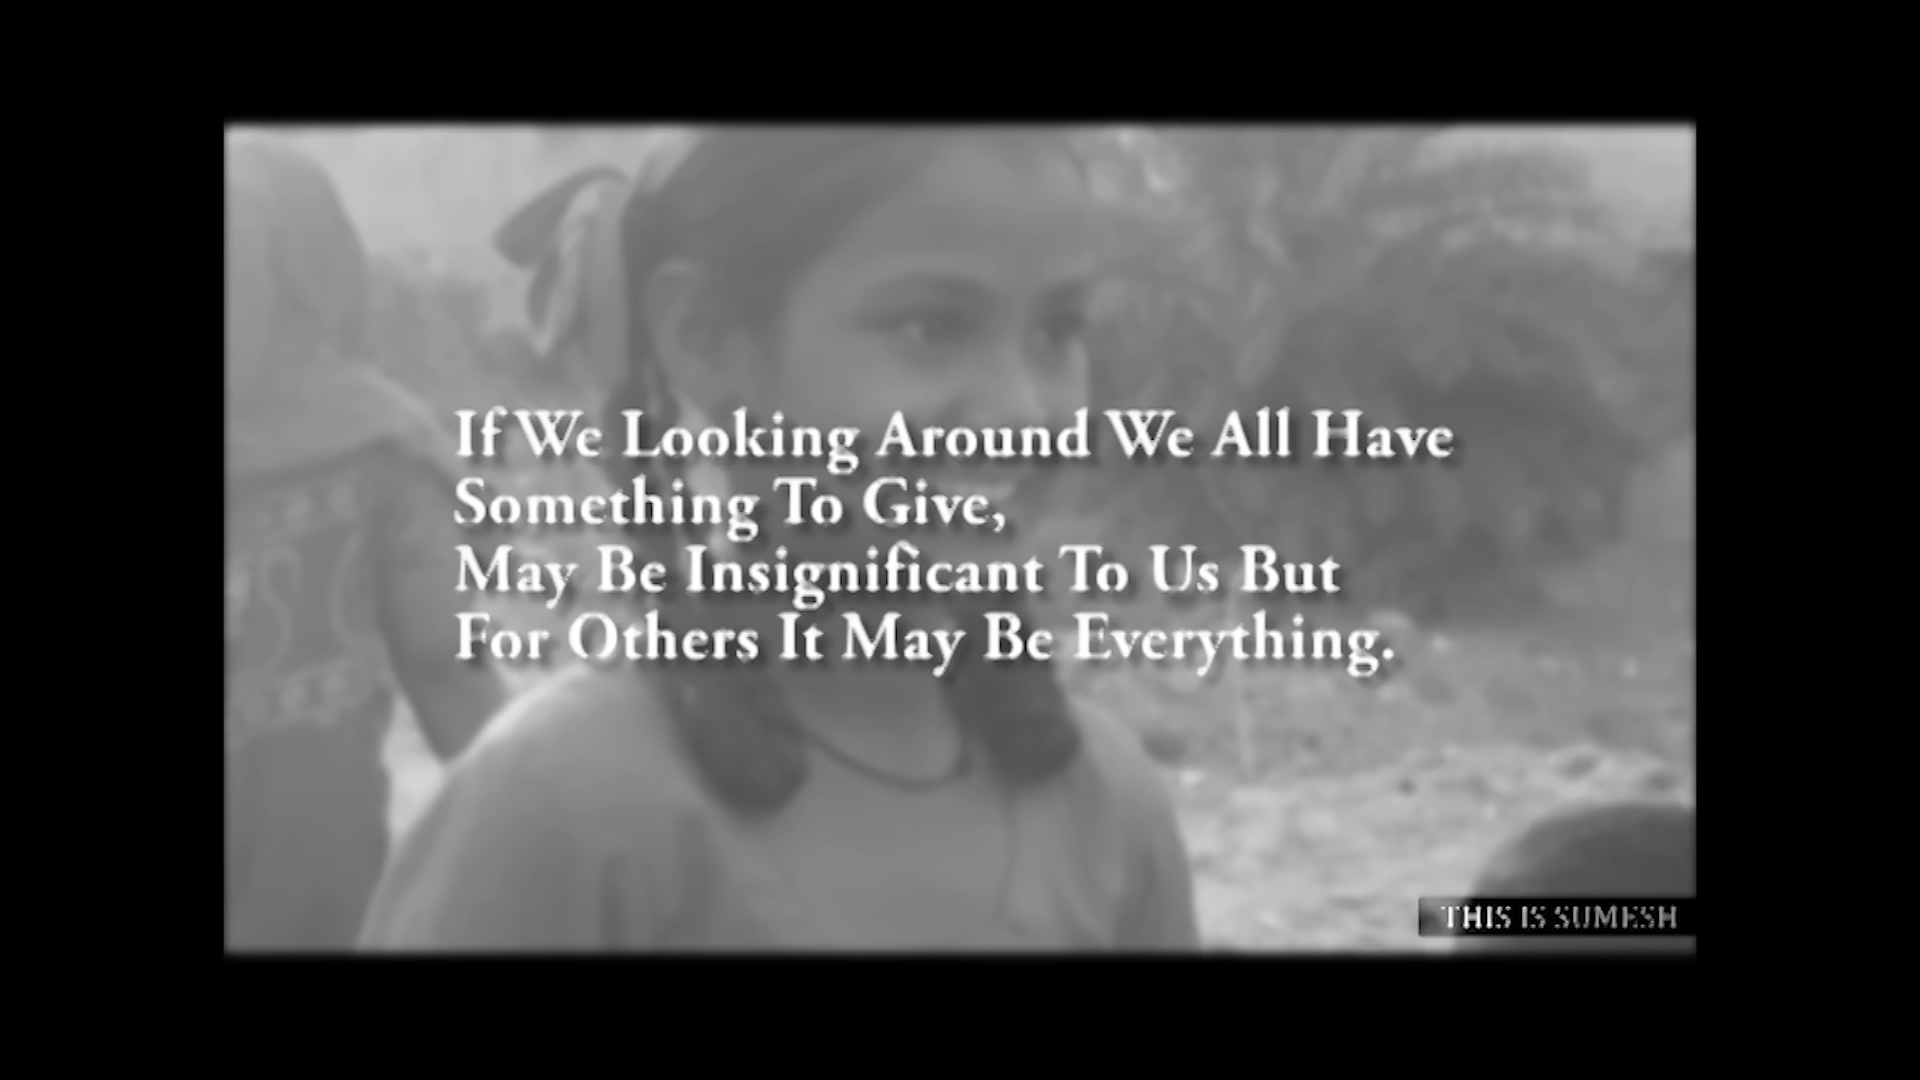 If We Looking Around We All Have
Something To Give,
May Be Insignificant To Us But
For Others It May Be Everything.
THIS IS SUMESH